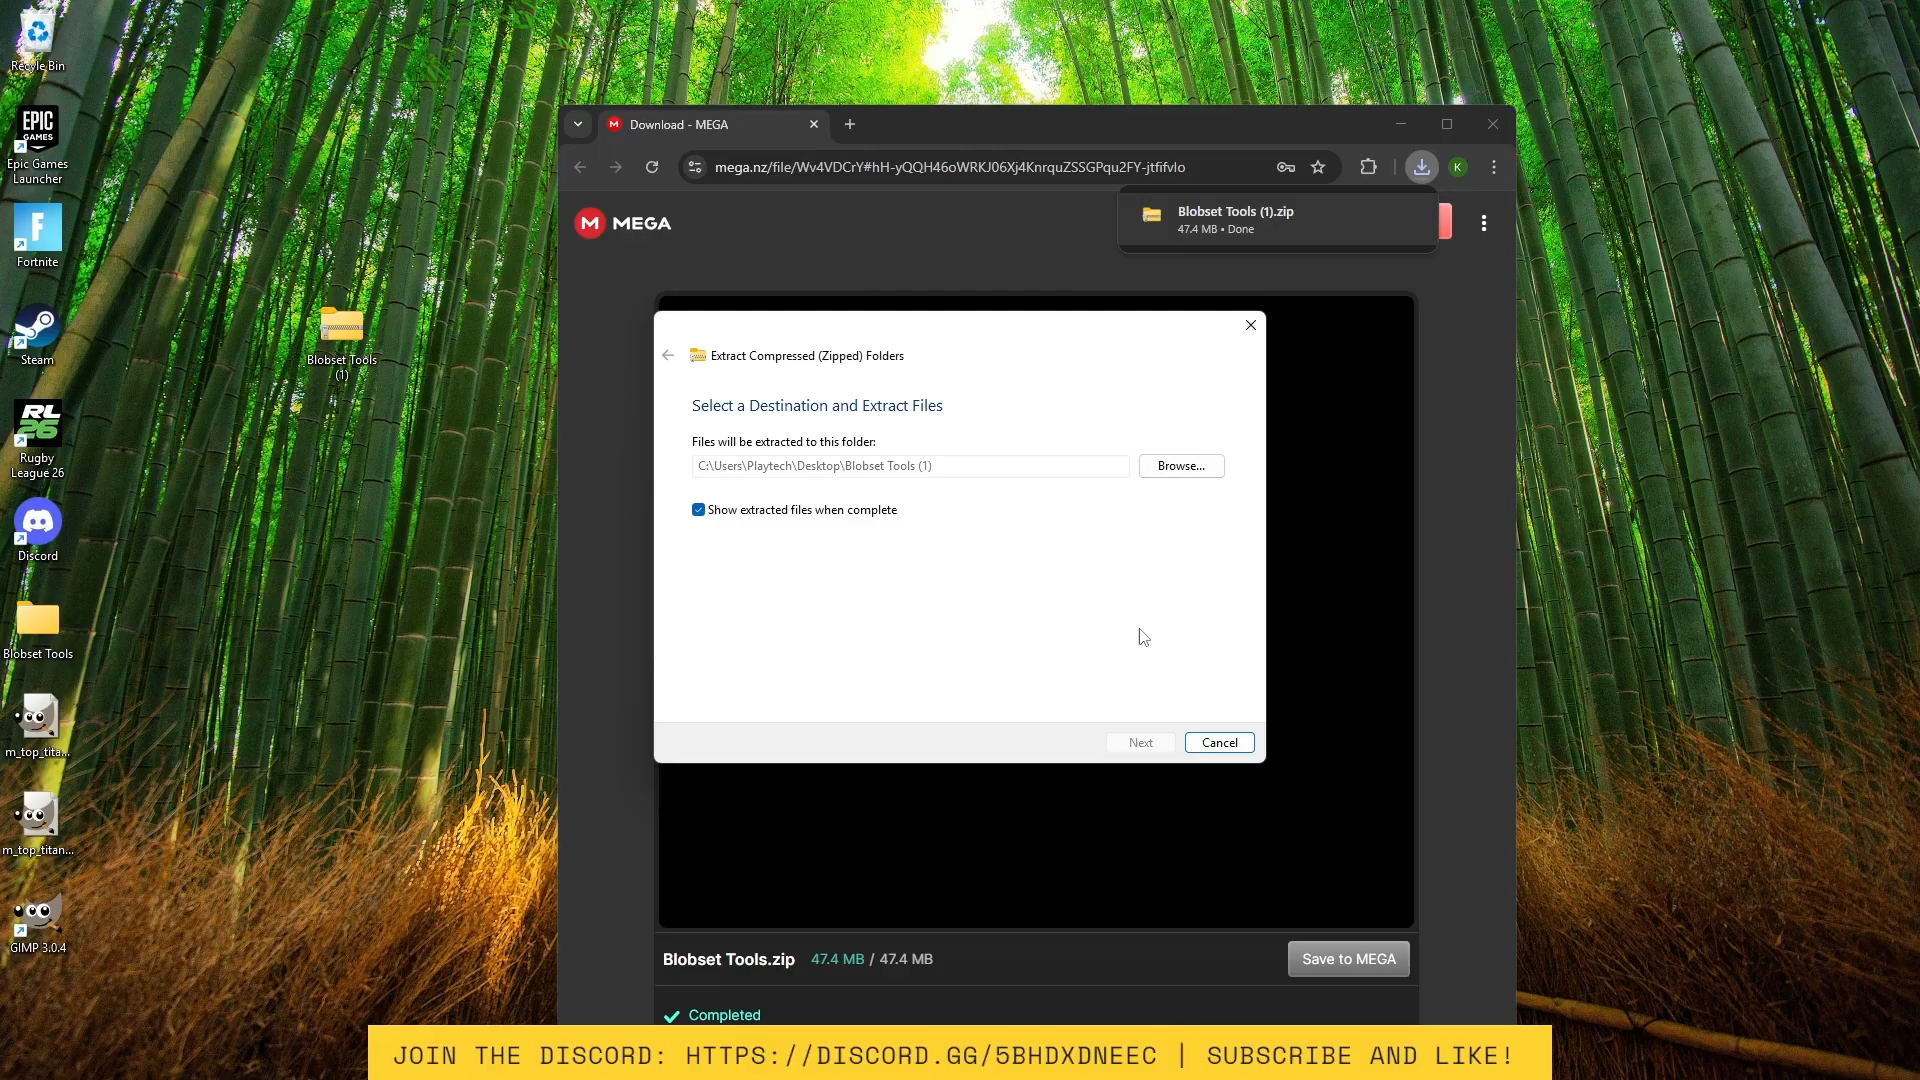 Recycle Bin
EPIC
GAMES
Epic Games
Launcher
Fortnite
Steam
RL
26
Rugby
League 26
Discord
Blobset Tools
m_top_tita...
m_top_titan...
GIMP 3.0.4
Blobset Tools
(1)
Download - MEGA
mega.nz/file/Wv4VDCrY#hH-yQQH46oWRKJ06Xj4KnrquZSSGPqu2FY-jtfifvlo
K
M MEGA
Blobset Tools (1).zip
47.4 MB • Done
Extract Compressed (Zipped) Folders
Select a Destination and Extract Files
Files will be extracted to this folder:
C:\Users\Playtech\Desktop\Blobset Tools (1)
Browse...
Show extracted files when complete
Next
Cancel
Blobset Tools.zip 47.4 MB / 47.4 MB
Save to MEGA
Completed
JOIN THE DISCORD: HTTPS://DISCORD.GG/5BHDXDNEEC | SUBSCRIBE AND LIKE!